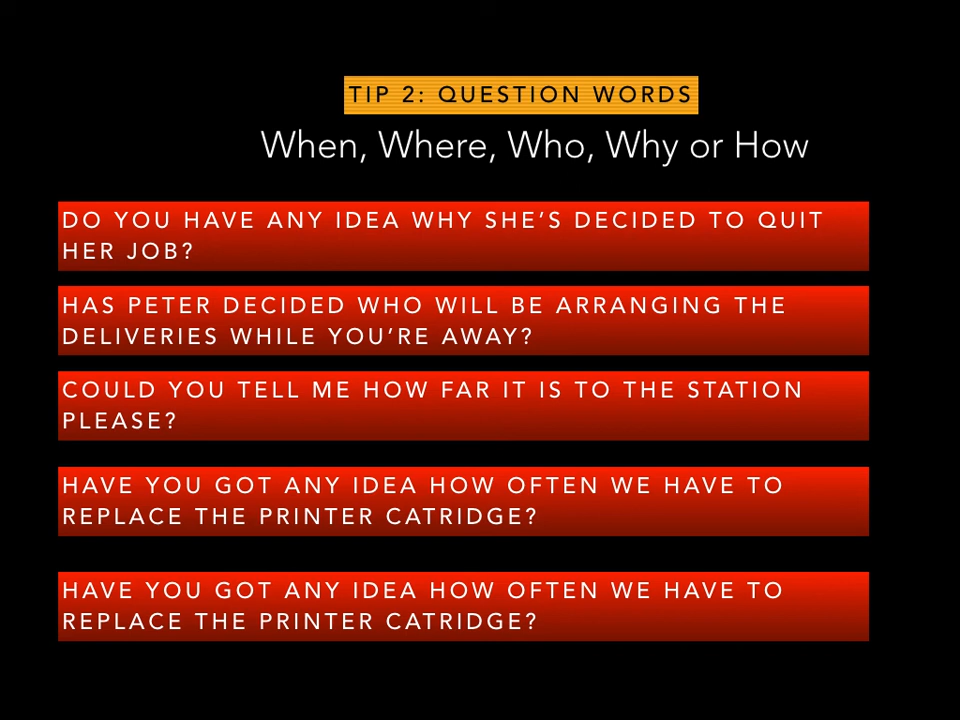 TIP 2: QUESTION WORDS
When, Where, Who, Why or How
DO YOU HAVE ANY IDEA WHY SHE’S DECIDED TO QUIT
HER JOB?
HAS PETER DECIDED WHO WILL BE ARRANGING THE
DELIVERIES WHILE YOU’RE AWAY?
COULD YOU TELL ME HOW FAR IT IS TO THE STATION
PLEASE?
HAVE YOU GOT ANY IDEA HOW OFTEN WE HAVE TO
REPLACE THE PRINTER CATRIDGE?
HAVE YOU GOT ANY IDEA HOW OFTEN WE HAVE TO
REPLACE THE PRINTER CATRIDGE?